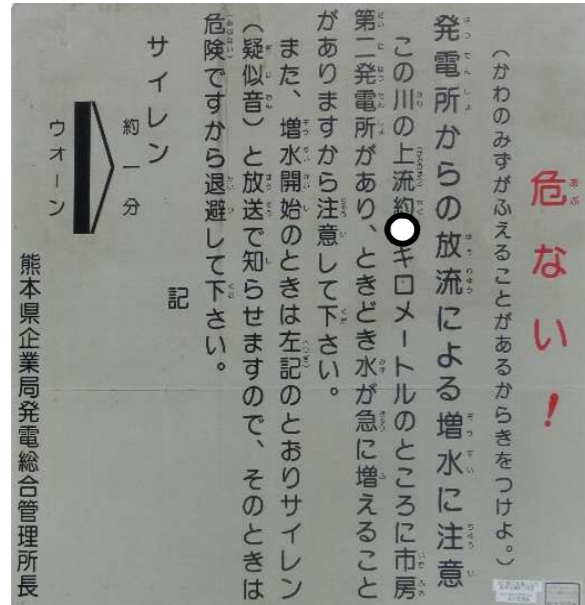 危ない!
(かわのみずがふえることがあるからきをつけよ。)
発電所からの放流による増水に注意
この川の上流約 キロメートルのところに市房
第二発電所があり、ときどき水が急に増えること
がありますから注意して下さい。
また、増水開始のときは左記のとおりサイレン
(疑似音)と放送で知らせますので、そのときは
危険ですから退避して下さい。
記
サイレン
約一分
ウオーン
熊本県企業局発電総合管理所長